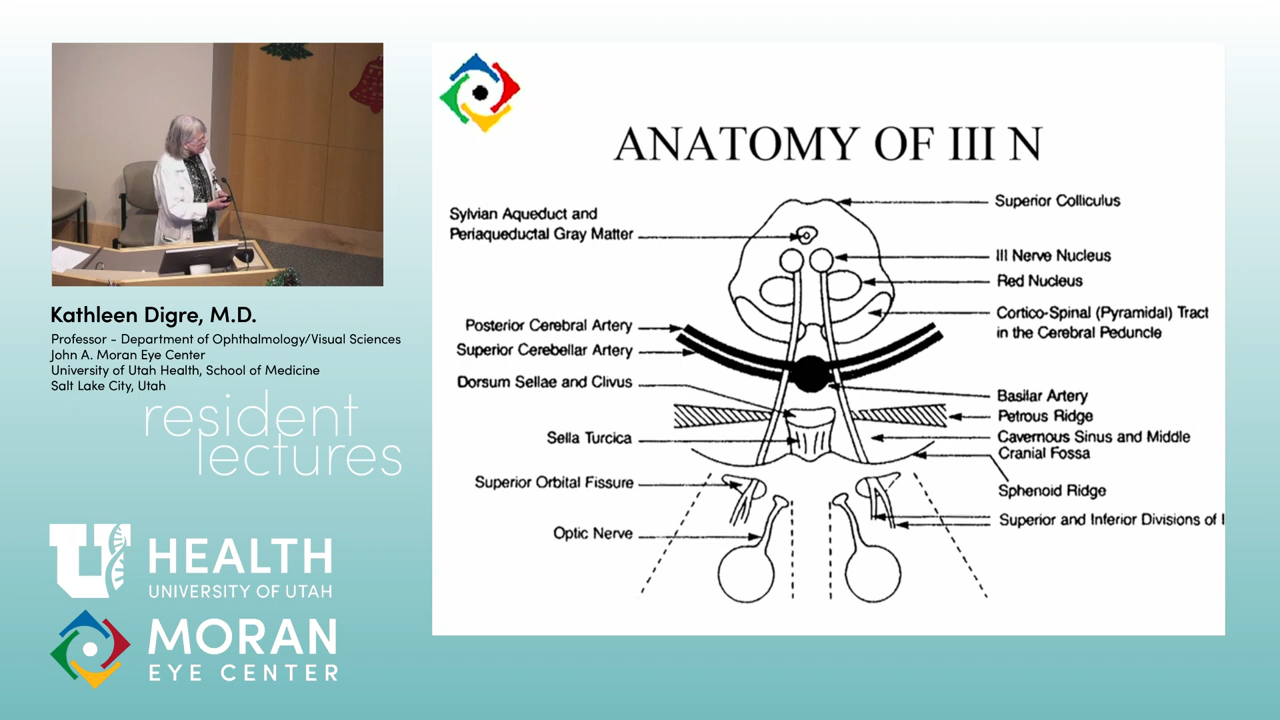 ANATOMY OF III N
Sylvian Aqueduct and
Periaqueductal Gray Matter
Posterior Cerebral Artery
Superior Cerebellar Artery
Dorsum Sellae and Clivus
Sella Turcica
Superior Orbital Fissure
Optic Nerve
Superior Colliculus
III Nerve Nucleus
Red Nucleus
Cortico-Spinal (Pyramidal) Tract
in the Cerebral Peduncle
Basilar Artery
Petrous Ridge
Cavernous Sinus and Middle
Cranial Fossa
Sphenoid Ridge
Superior and Inferior Divisions of I
Kathleen Digre, M.D.
Professor - Department of Ophthalmology/Visual Sciences
John A. Moran Eye Center
University of Utah Health, School of Medicine
Salt Lake City, Utah
resident
lectures
U HEALTH
UNIVERSITY OF UTAH
MORAN
EYE CENTER